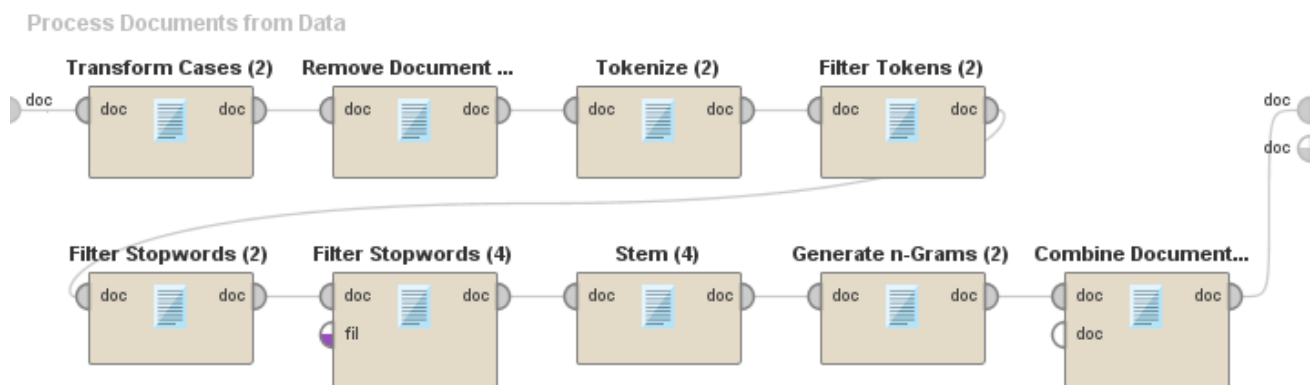 Process Documents from Data
Transform Cases (2) Remove Document ... Tokenize (2) Filter Tokens (2)
doc doc doc doc doc doc doc doc doc doc
doc
Filter Stopwords (2) Filter Stopwords (4) Stem (4) Generate n-Grams (2) Combine Document...
doc doc doc doc doc doc doc doc doc doc
fil doc